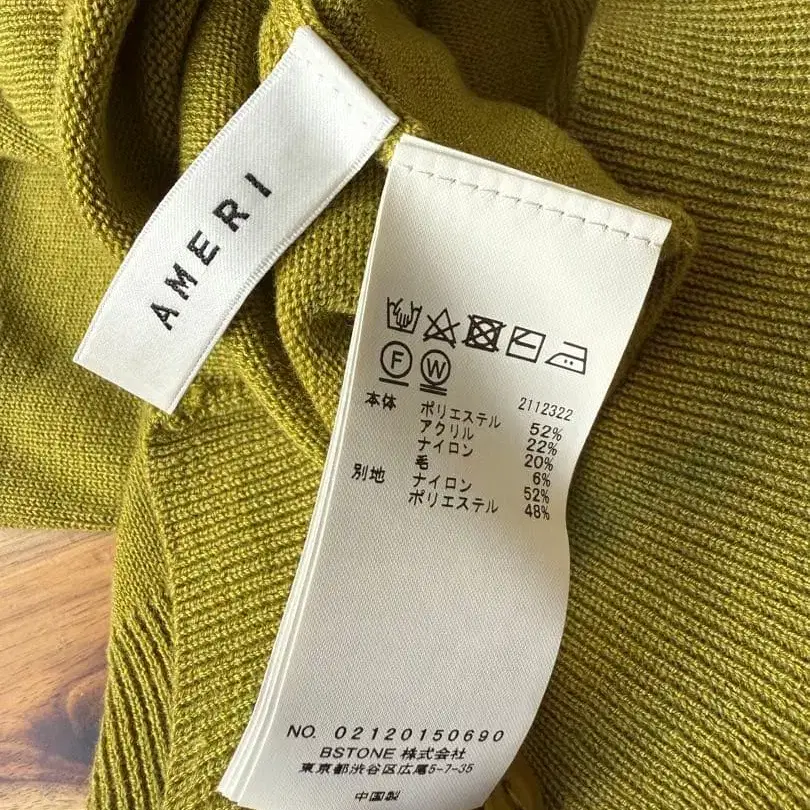 AMERI
F W
2112322
本体 ポリエステル 52%
アクリル 22%
ナイロン 20%
毛 6%
別地 ナイロン 52%
ポリエステル 48%
NO. 02120150690
BSTONE 株式会社
東京都渋谷区広尾5-7-35
中国製